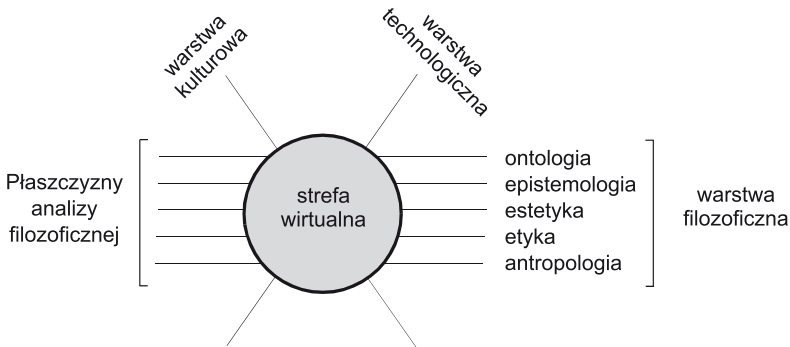 warstwa
kulturowa
warstwa
technologiczna
Płaszczyzny
analizy
filozoficznej
strefa
wirtualna
ontologia
epistemologia
estetyka
etyka
antropologia
warstwa
filozoficzna